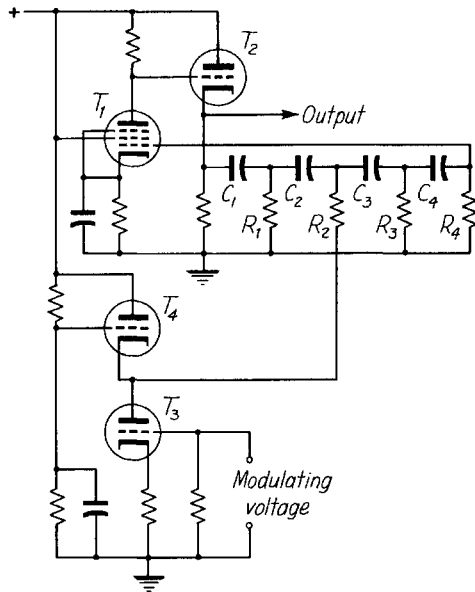 +
T2
T1
Output
C1 C2 C3 C4
R1 R2 R3 R4
T4
T3
Modulating
voltage